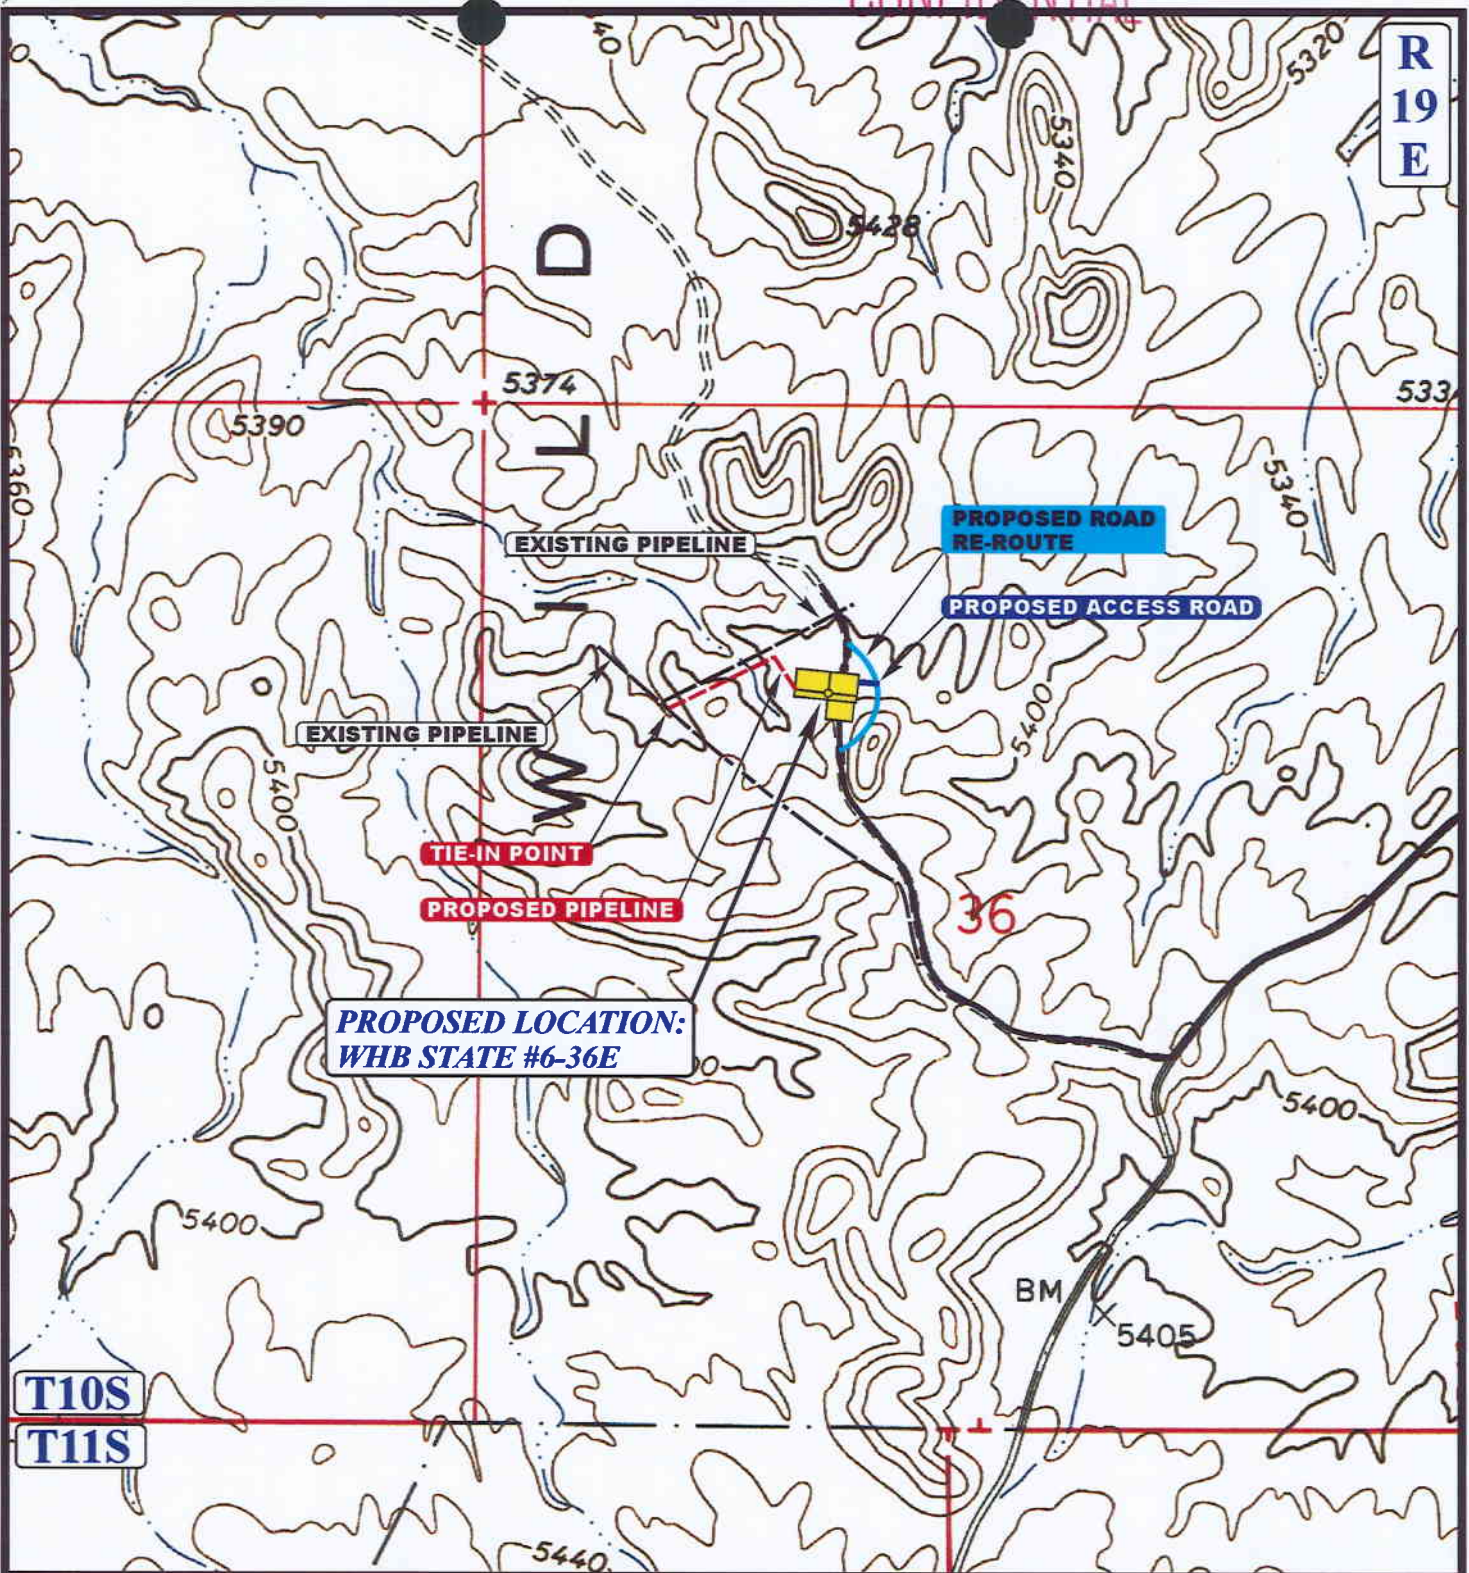 CONFIDENTIAL
R
19
E
40
5320
5340
5428
D
5374
533
5390
L
5360
5340
EXISTING PIPELINE
PROPOSED ROAD
RE-ROUTE
I
PROPOSED ACCESS ROAD
EXISTING PIPELINE
5400
W
5400
TIE-IN POINT
PROPOSED PIPELINE
36
PROPOSED LOCATION:
WHB STATE #6-36E
5400
5400
BM
5405
T10S
T11S
5440